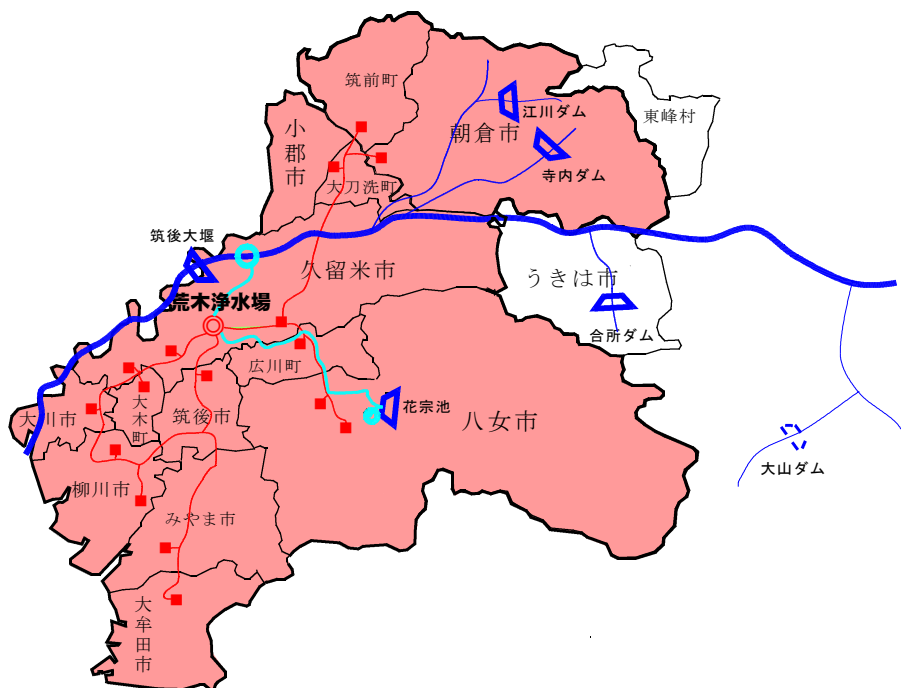 筑前町
東峰村
江川ダム
小郡市
朝倉市
寺内ダム
大刀洗町
筑後大堰
久留米市
うきは市
荒木浄水場
合所ダム
広川町
花宗池
大川市
大木町
筑後市
八女市
大山ダム
柳川市
みやま市
大牟田市